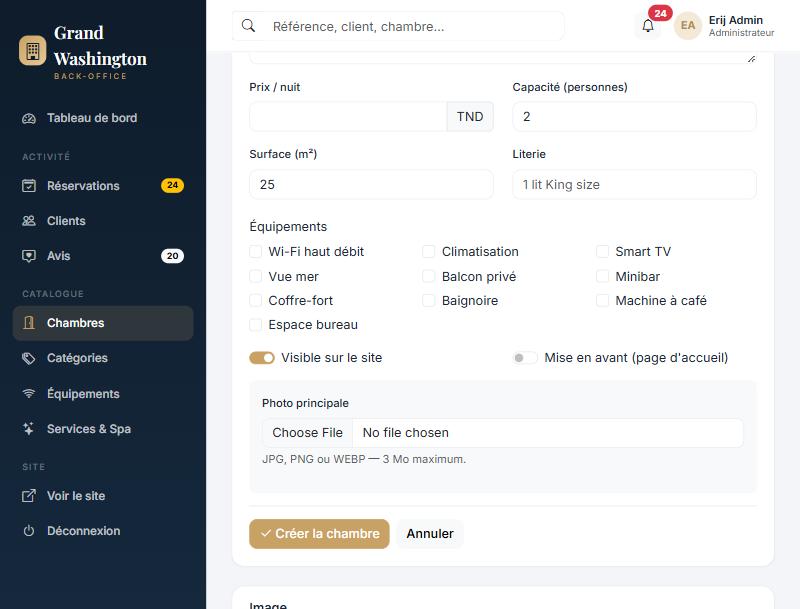 Grand
Washington
BACK-OFFICE
Tableau de bord
ACTIVITÉ
Réservations 24
Clients
Avis 20
CATALOGUE
Chambres
Catégories
Équipements
Services & Spa
SITE
Voir le site
Déconnexion
Référence, client, chambre...
24
EA
Erij Admin
Administrateur
Prix / nuit
Capacité (personnes)
TND
2
Surface (m²)
Literie
25
1 lit King size
Équipements
Wi-Fi haut débit
Climatisation
Smart TV
Vue mer
Balcon privé
Minibar
Coffre-fort
Baignoire
Machine à café
Espace bureau
Visible sur le site
Mise en avant (page d'accueil)
Photo principale
Choose File No file chosen
JPG, PNG ou WEBP — 3 Mo maximum.
Créer la chambre
Annuler
Image